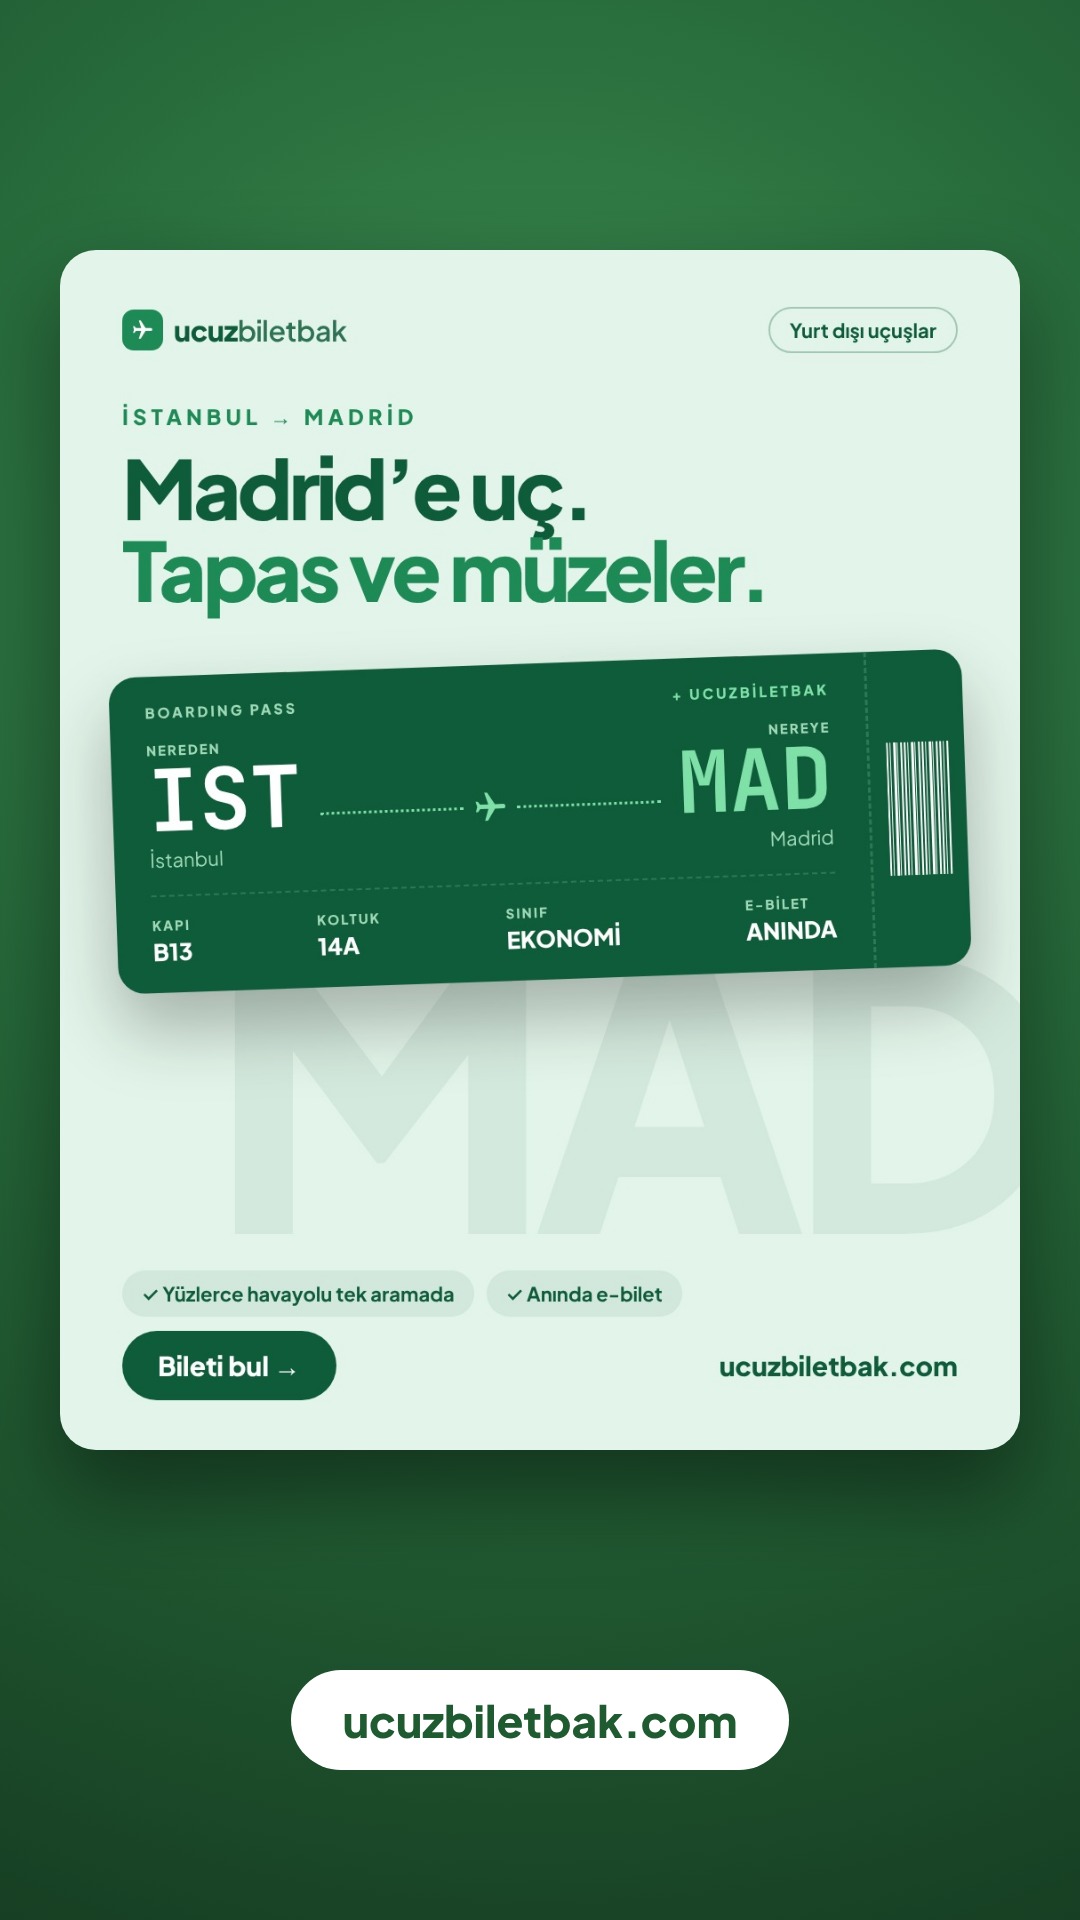 ucuzbiletbak
Yurt dışı uçuşlar
İSTANBUL → MADRİD
Madrid’e uç.
Tapas ve müzeler.
BOARDING PASS
+ UCUZBİLETBAK
NEREDEN
NEREYE
IST
MAD
İstanbul
Madrid
KAPI
KOLTUK
SINIF
E-BİLET
B13
14A
EKONOMİ
ANINDA
MAD
✓ Yüzlerce havayolu tek aramada
✓ Anında e-bilet
Bileti bul →
ucuzbiletbak.com
ucuzbiletbak.com